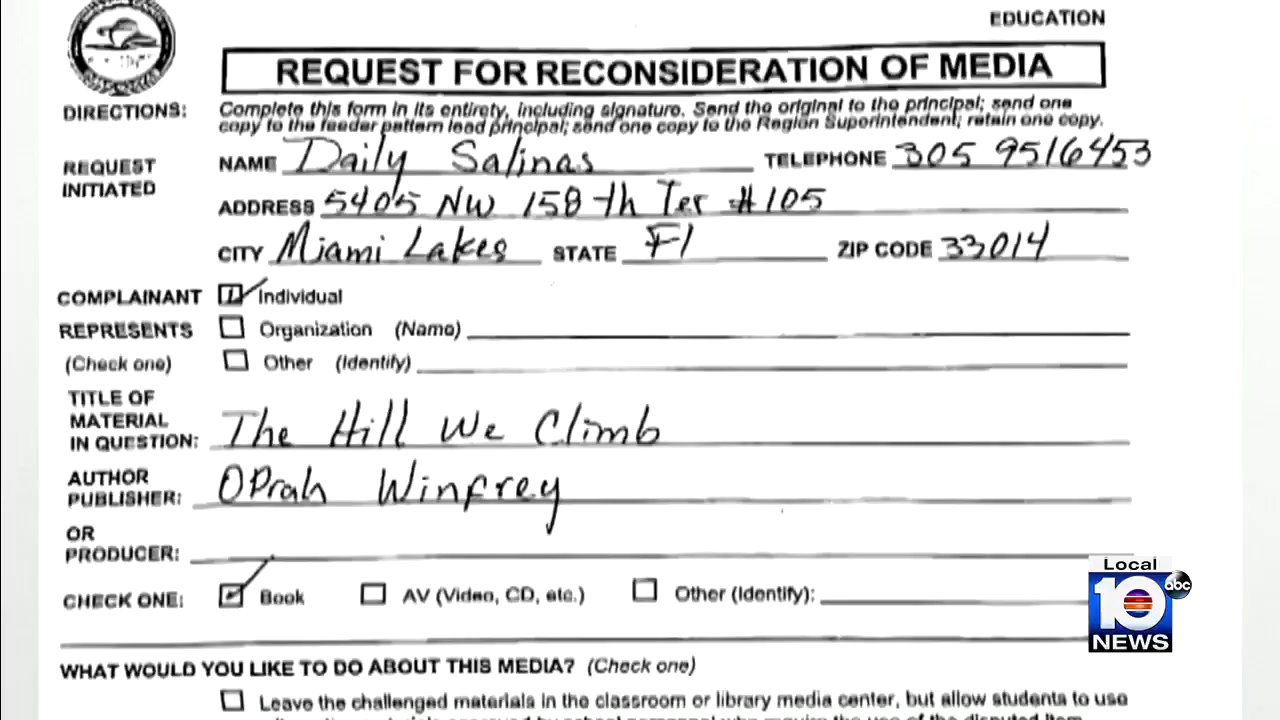 EDUCATION
REQUEST FOR RECONSIDERATION OF MEDIA
DIRECTIONS: Complete this form in its entirety, including signature. Send the original to the principal; send one
copy to the feeder pattern lead principal; send one copy to the Region Superintendent; retain one copy.
REQUEST INITIATED
NAME Daily Salinas TELEPHONE 305 9516453
ADDRESS 5405 NW 158 th Ter #105
CITY Miami Lakes STATE Fl ZIP CODE 33014
COMPLAINANT Individual
REPRESENTS Organization (Name)
(Check one) Other (Identify)
TITLE OF
MATERIAL
IN QUESTION: The Hill We Climb
AUTHOR
PUBLISHER: Oprah Winfrey
OR
PRODUCER:
CHECK ONE: Book AV (Video, CD, etc.) Other (Identify):
Local
10 abc
NEWS
WHAT WOULD YOU LIKE TO DO ABOUT THIS MEDIA? (Check one)
Leave the challenged materials in the classroom or library media center, but allow students to use